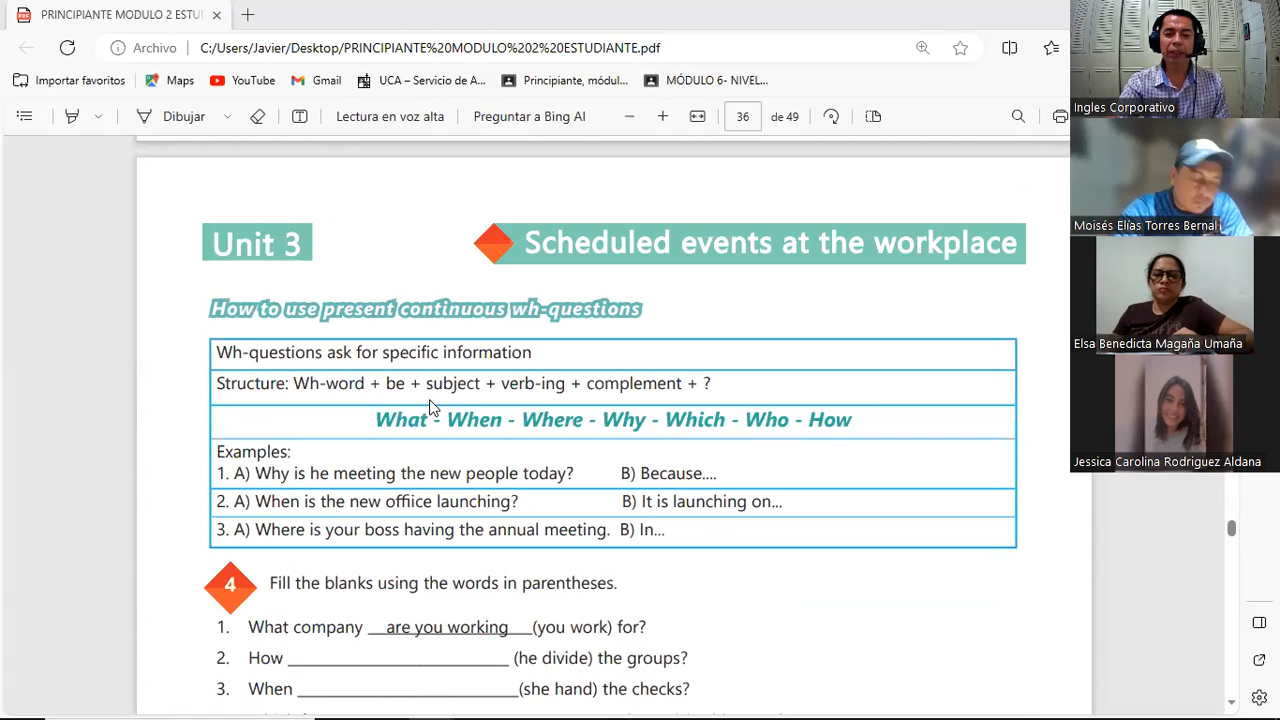 PRINCIPIANTE MODULO 2 ESTU
Archivo
C:/Users/Javier/Desktop/PRINCIPIANTE%20MODULO%202%20ESTUDIANTE.pdf
Importar favoritos
Maps
YouTube
Gmail
UCA – Servicio de A...
Principiante, módul...
MÓDULO 6- NIVEL...
Dibujar
Lectura en voz alta
Preguntar a Bing AI
36
de 49
Unit 3
Scheduled events at the workplace
How to use present continuous wh-questions
Wh-questions ask for specific information
Structure: Wh-word + be + subject + verb-ing + complement + ?
What - When - Where - Why - Which - Who - How
Examples:
1. A) Why is he meeting the new people today? B) Because....
2. A) When is the new office launching? B) It is launching on...
3. A) Where is your boss having the annual meeting. B) In...
4 Fill the blanks using the words in parentheses.
1. What company __are you working___(you work) for?
2. How ______________________ (he divide) the groups?
3. When ______________________(she hand) the checks?
Ingles Corporativo
Moisés Elías Torres Bernal
Elsa Benedicta Magaña Umaña
Jessica Carolina Rodriguez Aldana